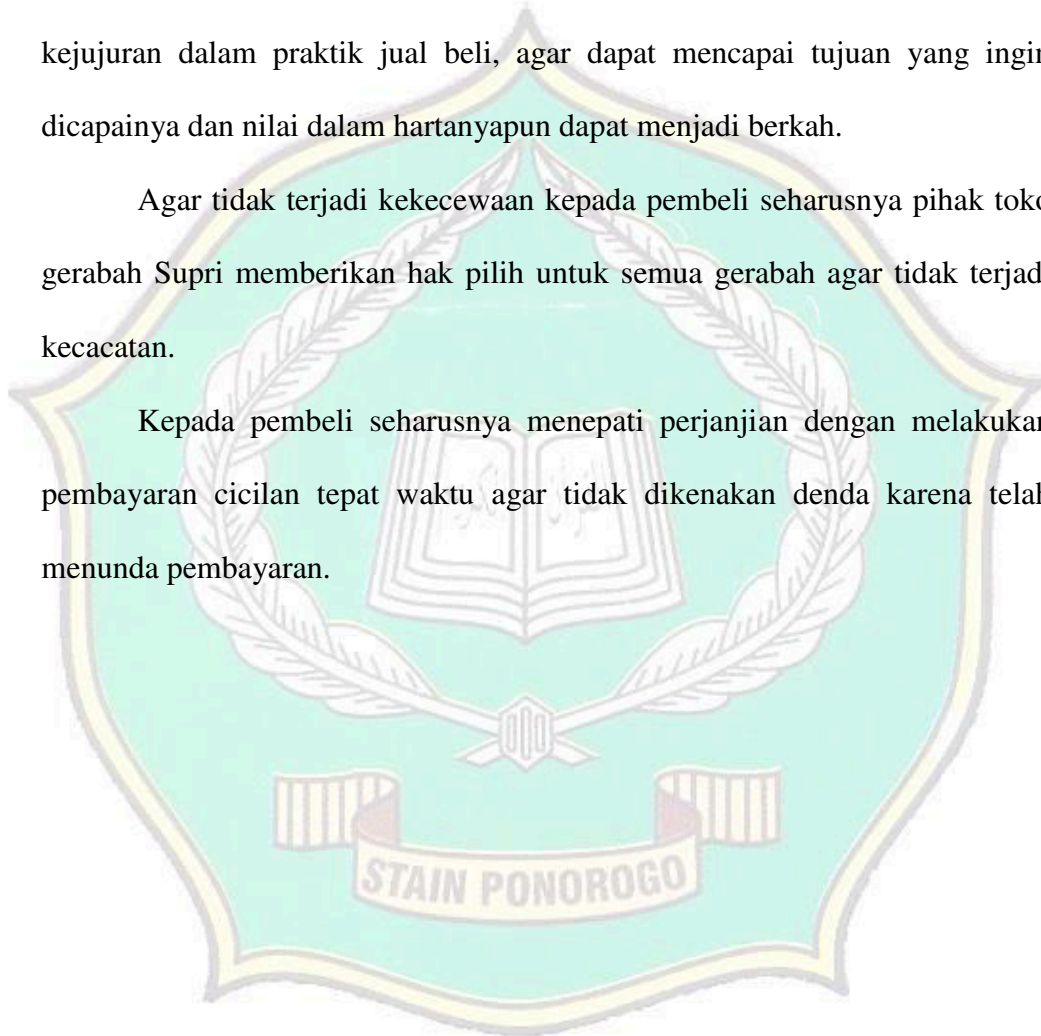 kejujuran dalam praktik jual beli, agar dapat mencapai tujuan yang ingin
dicapainya dan nilai dalam hartanyapun dapat menjadi berkah.
Agar tidak terjadi kekecewaan kepada pembeli seharusnya pihak toko
gerabah Supri memberikan hak pilih untuk semua gerabah agar tidak terjad
kecacatan.
Kepada pembeli seharusnya menepati perjanjian dengan melakukan
pembayaran cicilan tepat waktu agar tidak dikenakan denda karena telah
menunda pembayaran.
STAIN PONOROGO